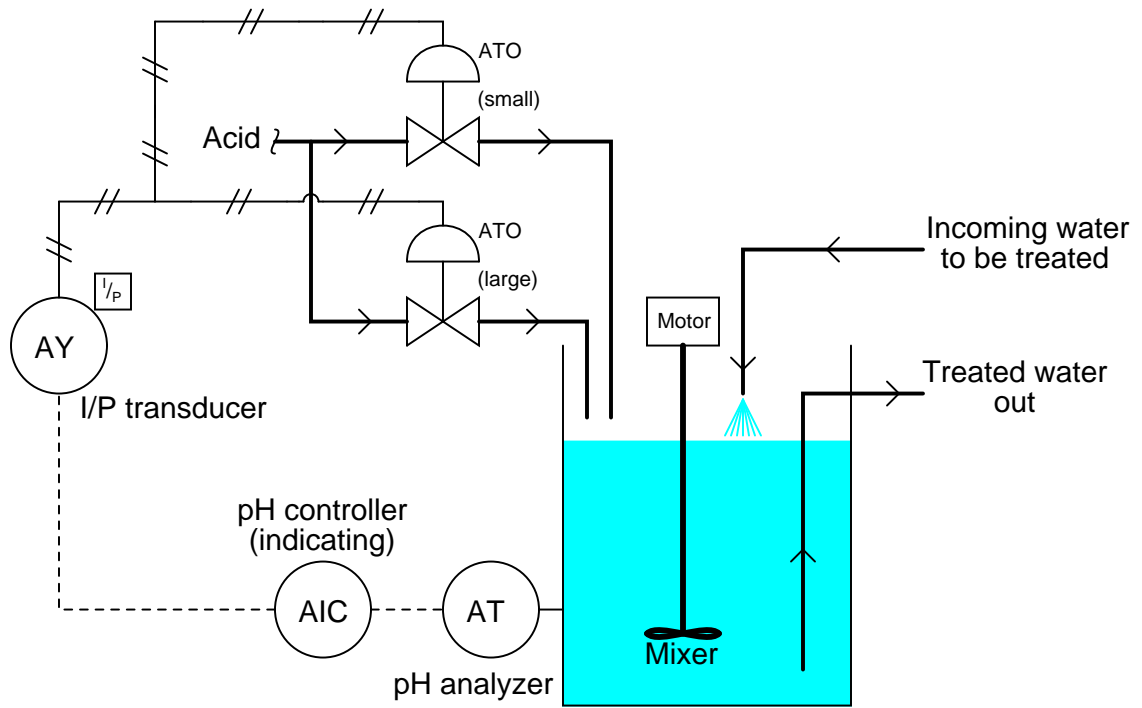 ATO
(small)
Acid
ATO
(large)
Incoming water
to be treated
I/P
Motor
AY
Treated water
out
I/P transducer
pH controller
(indicating)
AIC
AT
Mixer
pH analyzer